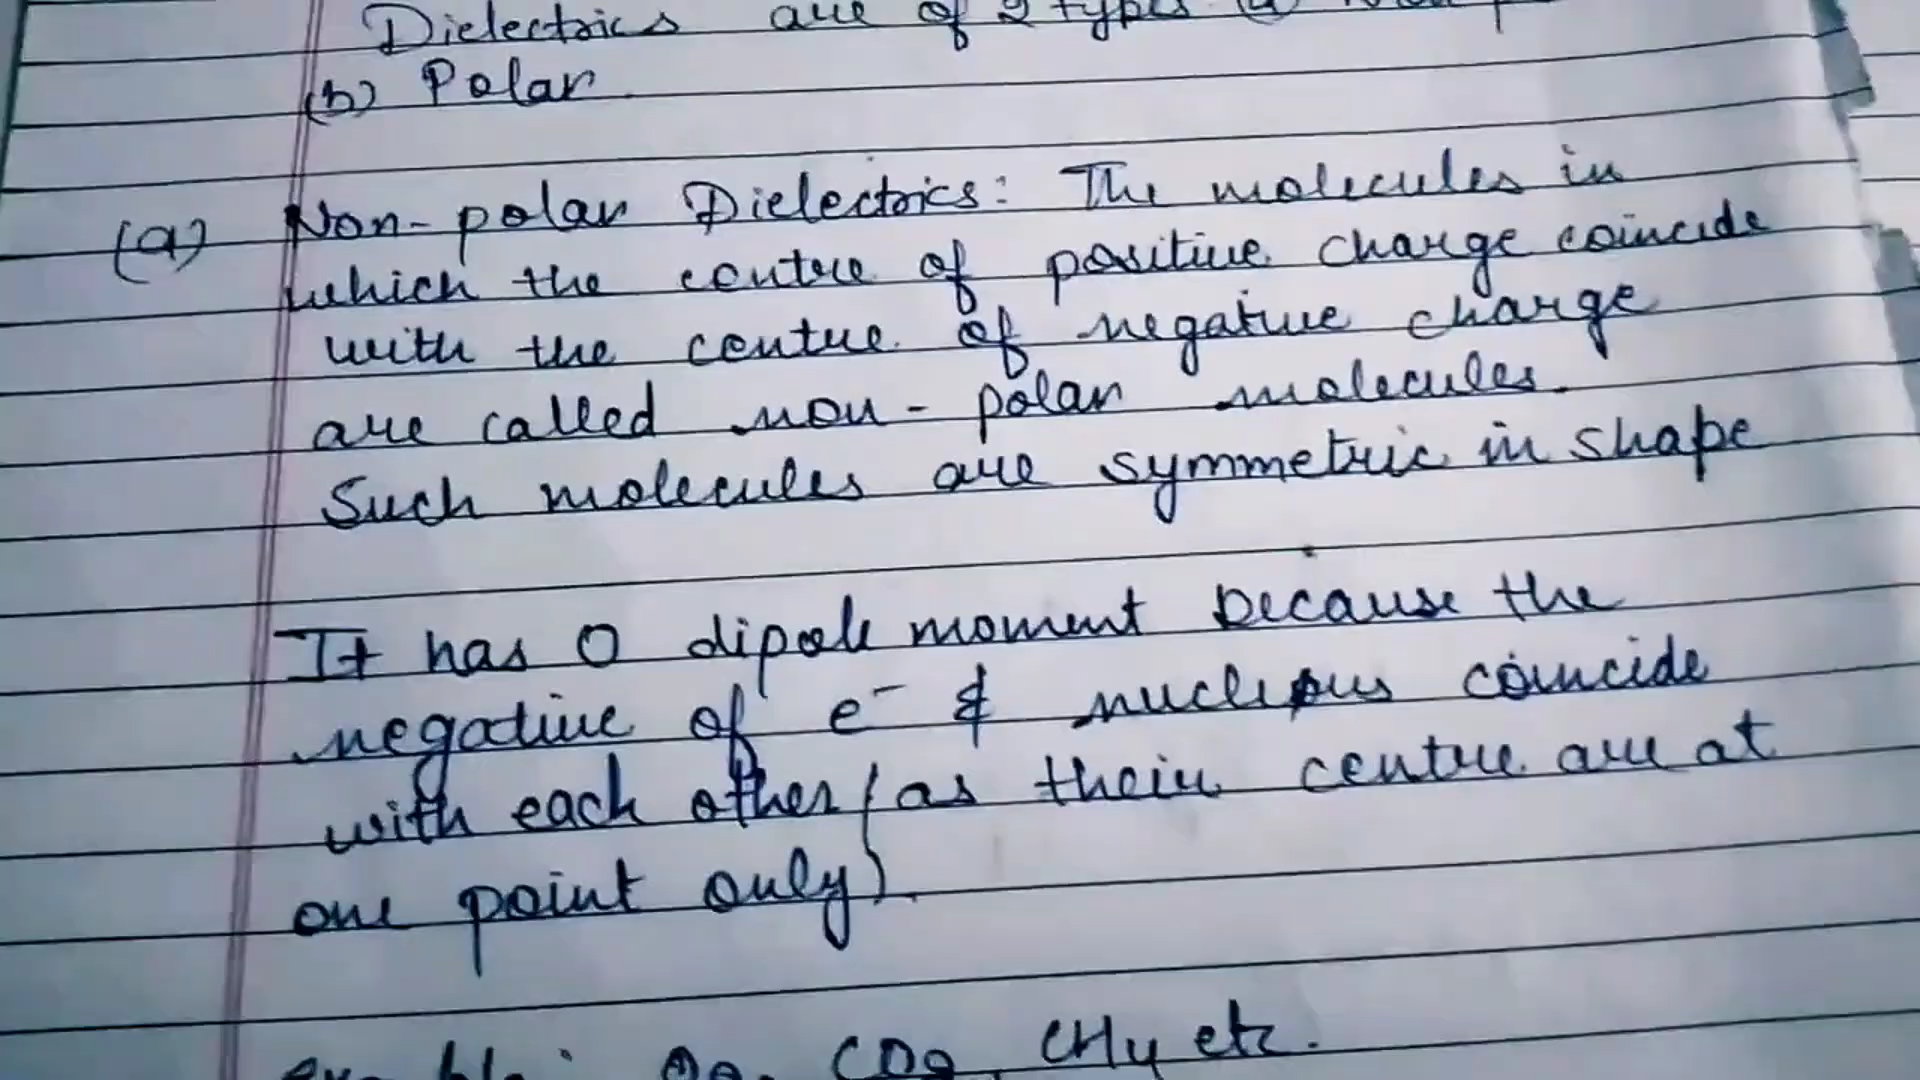 Dielectrics are of 2 types (a)
(b) Polar
(a) Non-polar Dielectrics: The molecules in
which the centre of positive charge coincide
with the centre of negative charge
are called non-polar molecules.
Such molecules are symmetric in shape
It has 0 dipole moment because the
negative of e⁻ & nucleus coincide
with each other (as their centre are at
one point only).
CO2, CH4 etc.